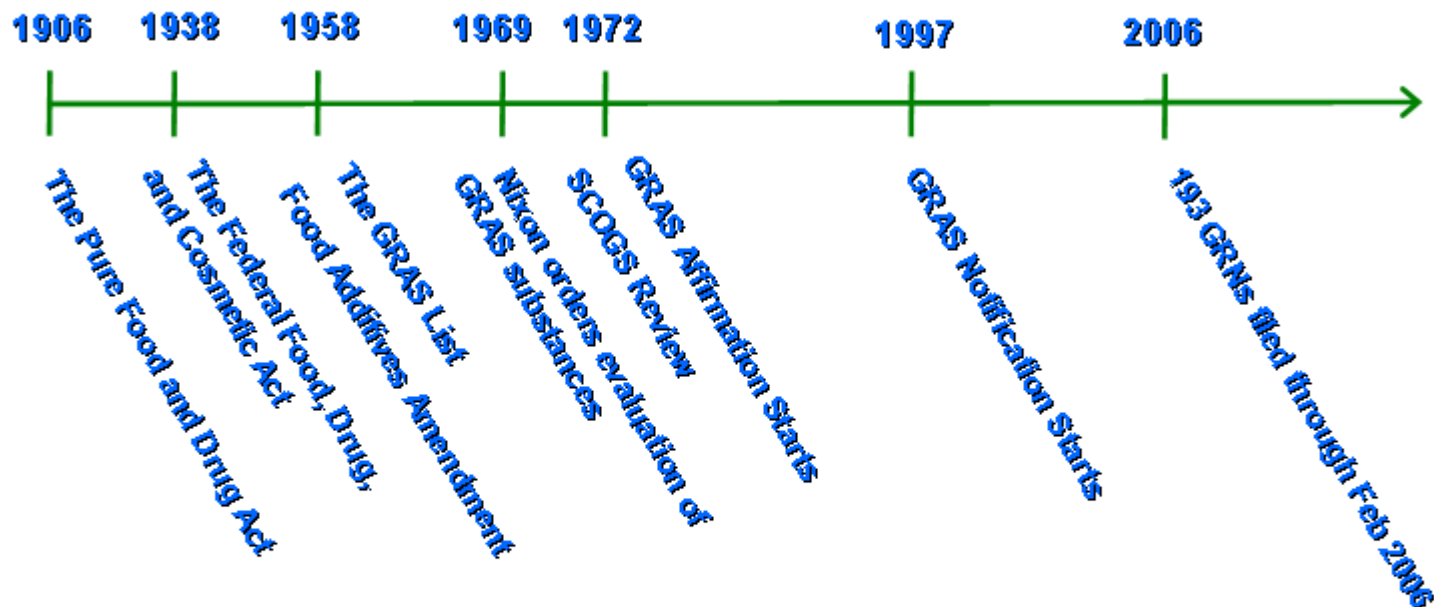 1906
1938
1958
1969
1972
1997
2006
The Pure Food and Drug Act
The Federal Food, Drug,
and Cosmetic Act
The GRAS List
Food Additives Amendment
Nixon orders evaluation of
GRAS substances
SCOGS Review
GRAS Affirmation Starts
GRAS Notification Starts
193 GRNs filed through Feb 2006